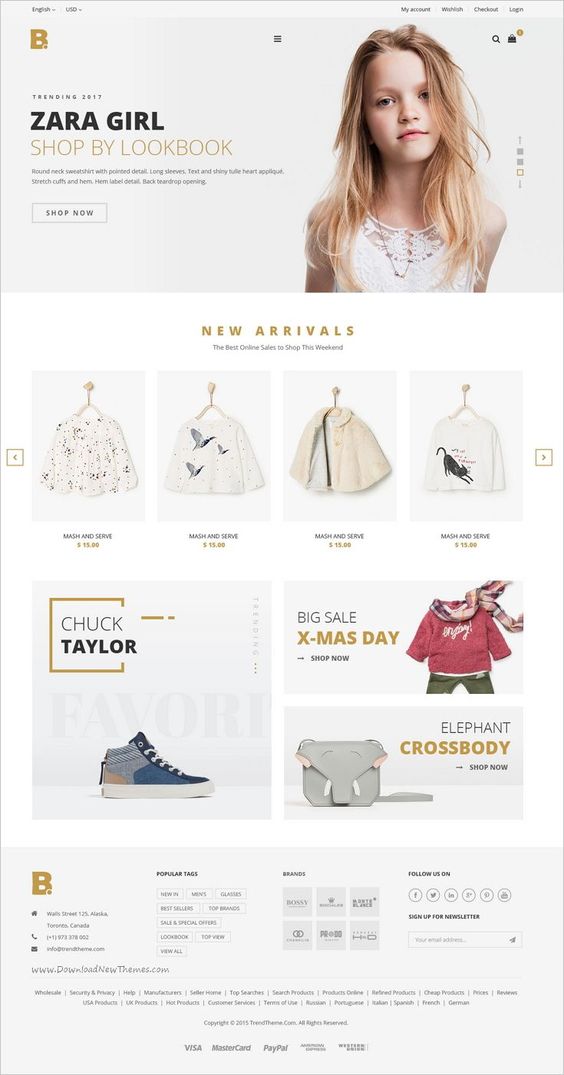 English USD My account Wishlish Checkout Login
B.
1
TRENDING 2017
ZARA GIRL
SHOP BY LOOKBOOK
Round neck sweatshirt with pointed detail. Long sleeves. Text and shiny tulle heart appliqué.
Stretch cuffs and hem. Hem label detail. Back teardrop opening.
SHOP NOW
NEW ARRIVALS
The Best Online Sales to Shop This Weekend
MASH AND SERVE
$ 15.00
MASH AND SERVE
$ 15.00
MASH AND SERVE
$ 15.00
MASH AND SERVE
$ 15.00
CHUCK
TAYLOR
TRENDING
FAVORI
BIG SALE
X-MAS DAY
SHOP NOW
ELEPHANT
CROSSBODY
SHOP NOW
B.
Walls Street 125, Alaska,
Toronto, Canada
(+1) 973 378 002
info@trendtheme.com
www.DownloadNewThemes.com
POPULAR TAGS
NEW IN MEN'S GLASSES
BEST SELLERS TOP BRANDS
SALE & SPECIAL OFFERS
LOOKBOOK TOP VIEW
VIEW ALL
BRANDS
BOSSY
MONTE BLANCO
FOLLOW US ON
SIGN UP FOR NEWSLETTER
Your email address...
Wholesale | Security & Privacy | Help | Manufacturers | Seller Home | Top Searches | Search Products | Products Online | Refined Products | Cheap Products | Prices | Reviews
USA Products | UK Products | Hot Products | Customer Services | Terms of Use | Russian | Portuguese | Italian | Spanish | French | German
Copyright © 2015 TrendTheme.Com. All Rights Reserved.
VISA MasterCard PayPal AMERICAN EXPRESS WESTERN UNION